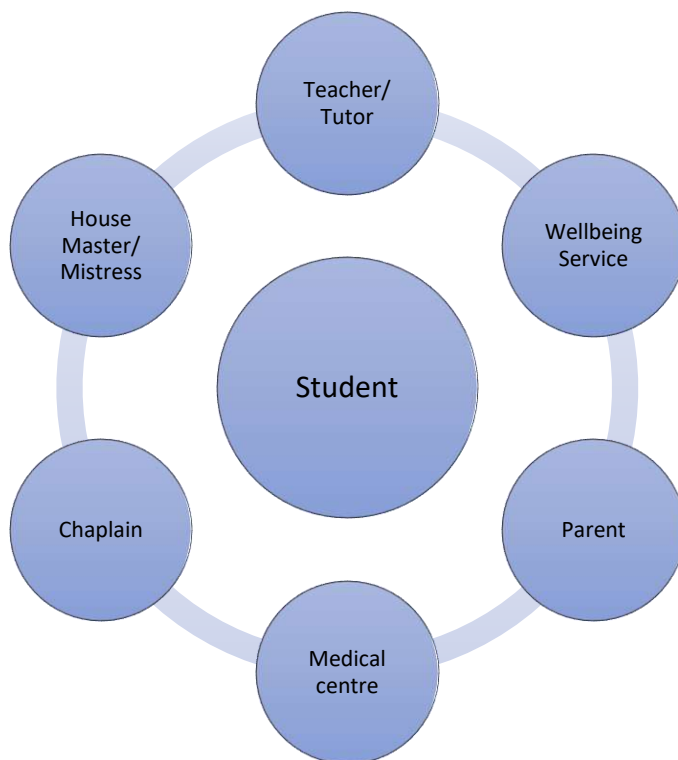 Teacher/
Tutor
House
Master/
Mistress
Wellbeing
Service
Student
Chaplain
Parent
Medical
centre